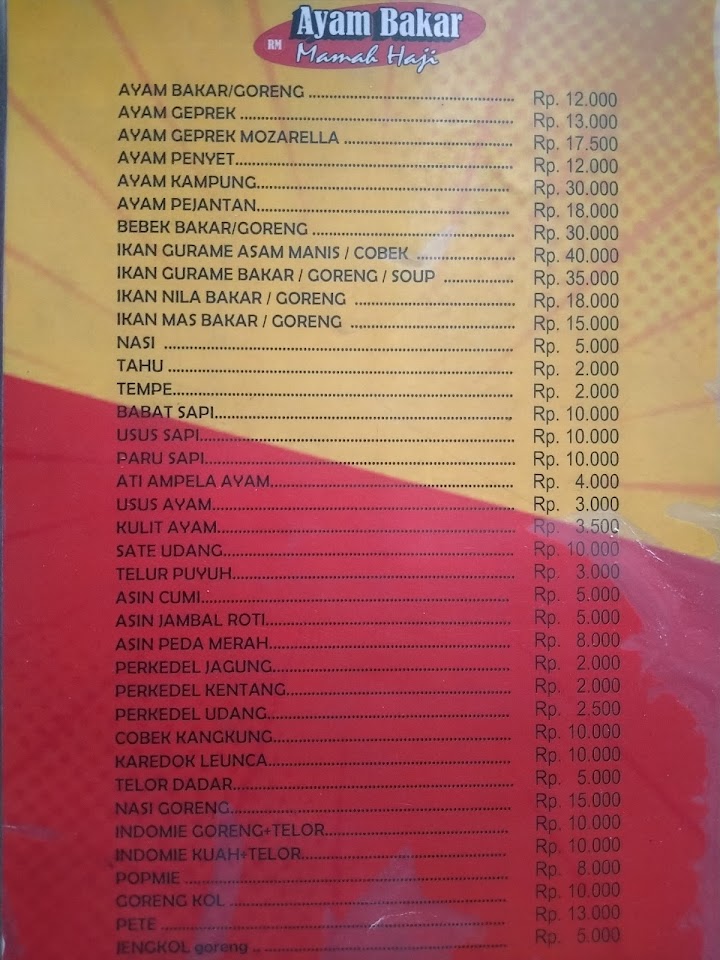 Ayam Bakar
RM Mamah Haji
AYAM BAKAR/GORENG ........ Rp. 12.000
AYAM GEPREK ........ Rp. 13.000
AYAM GEPREK MOZARELLA ........ Rp. 17.500
AYAM PENYET ........ Rp. 12.000
AYAM KAMPUNG ........ Rp. 30.000
AYAM PEJANTAN ........ Rp. 18.000
BEBEK BAKAR/GORENG ........ Rp. 30.000
IKAN GURAME ASAM MANIS / COBEK ........ Rp. 40.000
IKAN GURAME BAKAR / GORENG / SOUP ........ Rp. 35.000
IKAN NILA BAKAR / GORENG ........ Rp. 18.000
IKAN MAS BAKAR / GORENG ........ Rp. 15.000
NASI ........ Rp. 5.000
TAHU ........ Rp. 2.000
TEMPE ........ Rp. 2.000
BABAT SAPI ........ Rp. 10.000
USUS SAPI ........ Rp. 10.000
PARU SAPI ........ Rp. 10.000
ATI AMPELA AYAM ........ Rp. 4.000
USUS AYAM ........ Rp. 3.000
KULIT AYAM ........ Rp. 3.500
SATE UDANG ........ Rp. 10.000
TELUR PUYUH ........ Rp. 3.000
ASIN CUMI ........ Rp. 5.000
ASIN JAMBAL ROTI ........ Rp. 5.000
ASIN PEDA MERAH ........ Rp. 8.000
PERKEDEL JAGUNG ........ Rp. 2.000
PERKEDEL KENTANG ........ Rp. 2.000
PERKEDEL UDANG ........ Rp. 2.500
COBEK KANGKUNG ........ Rp. 10.000
KAREDOK LEUNCA ........ Rp. 10.000
TELOR DADAR ........ Rp. 5.000
NASI GORENG ........ Rp. 15.000
INDOMIE GORENG+TELOR ........ Rp. 10.000
INDOMIE KUAH+TELOR ........ Rp. 10.000
POPMIE ........ Rp. 8.000
GORENG KOL ........ Rp. 10.000
PETE ........ Rp. 13.000
JENGKOL goreng ........ Rp. 5.000